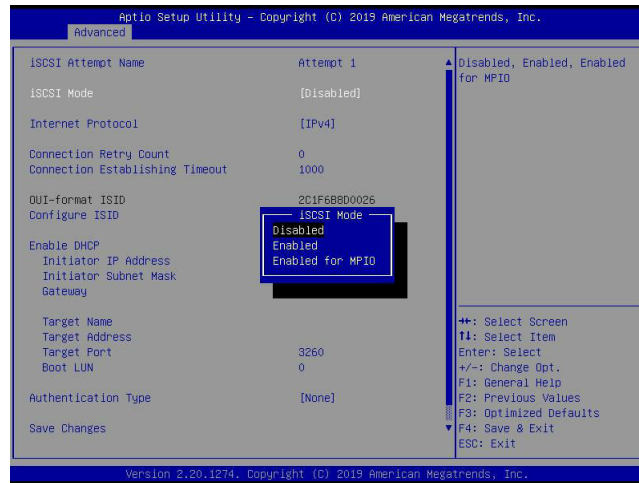 Aptio Setup Utility – Copyright (C) 2019 American Megatrends, Inc.
Advanced
iSCSI Attempt Name Attempt 1
iSCSI Mode [Disabled]
Internet Protocol [IPv4]
Connection Retry Count 0
Connection Establishing Timeout 1000
OUI-format ISID 2C1F6B8D0026
Configure ISID
iSCSI Mode
Disabled
Enabled
Enabled for MPIO
Enable DHCP
Initiator IP Address
Initiator Subnet Mask
Gateway
Target Name
Target Address
Target Port 3260
Boot LUN 0
Authentication Type [None]
Save Changes
Disabled, Enabled, Enabled
for MPIO
→←: Select Screen
↑↓: Select Item
Enter: Select
+/-: Change Opt.
F1: General Help
F2: Previous Values
F3: Optimized Defaults
F4: Save & Exit
ESC: Exit
Version 2.20.1274. Copyright (C) 2019 American Megatrends, Inc.